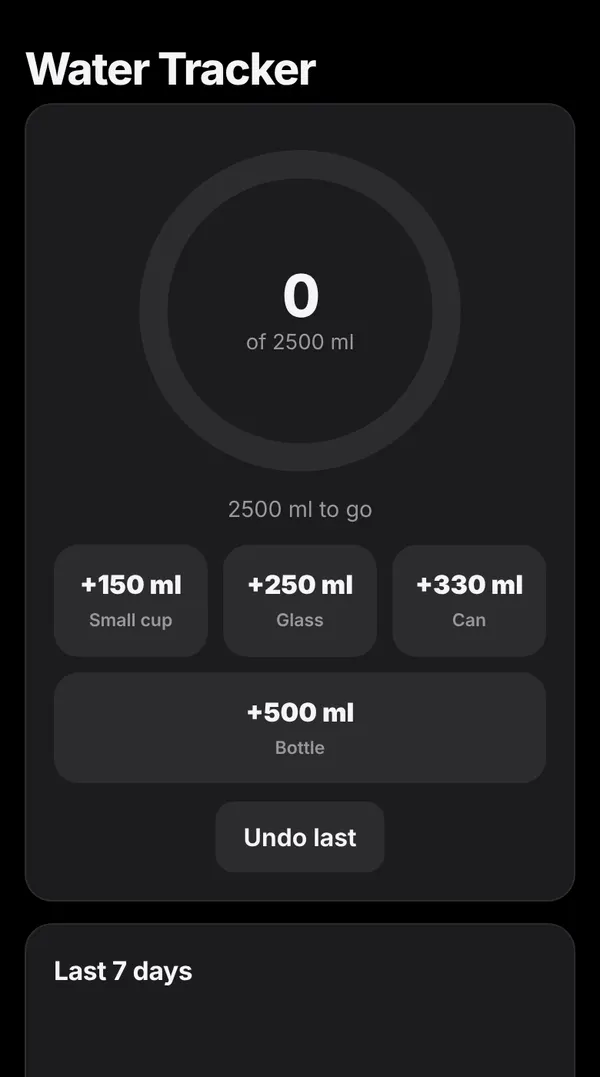 Water Tracker
0
of 2500 ml
2500 ml to go
+150 ml
Small cup
+250 ml
Glass
+330 ml
Can
+500 ml
Bottle
Undo last
Last 7 days